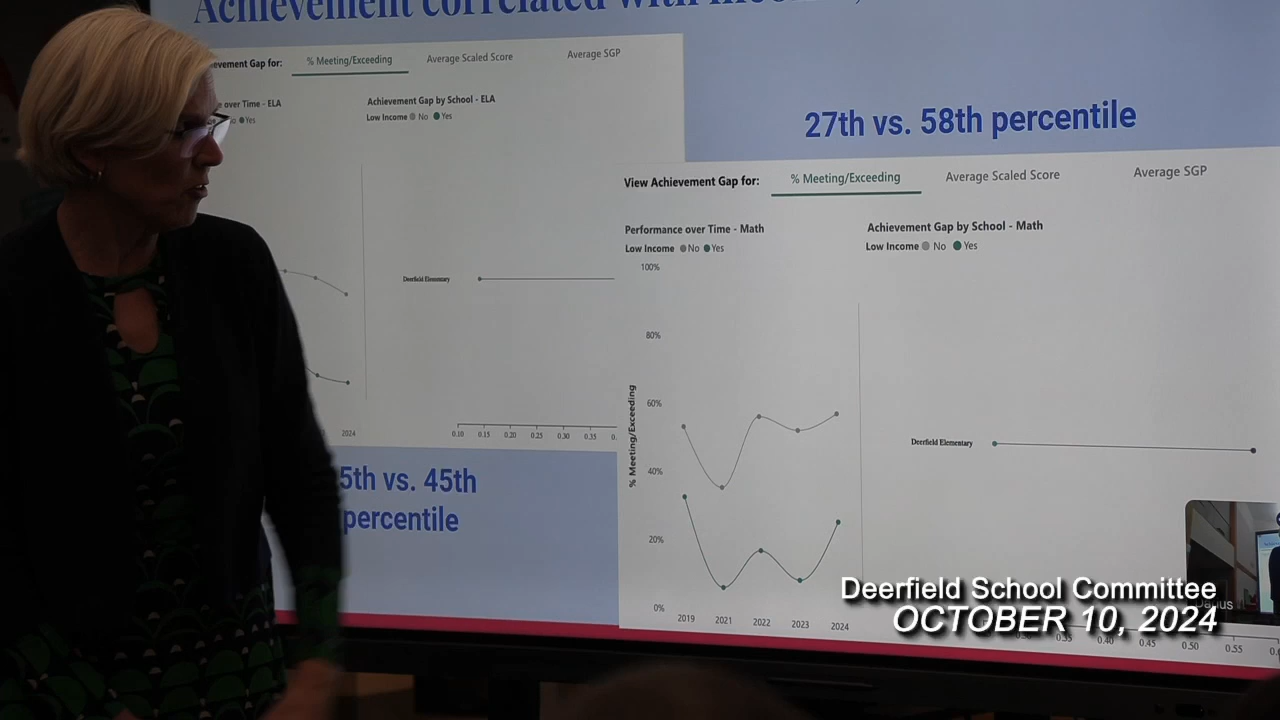 Achievement correlated with
evement Gap for: % Meeting/Exceeding Average Scaled Score Average SGP
e over Time - ELA
Yes
Achievement Gap by School - ELA
Low Income No Yes
Deerfield Elementary
2024
0.10 0.15 0.20 0.25 0.30 0.35 0.
5th vs. 45th
percentile
27th vs. 58th percentile
View Achievement Gap for: % Meeting/Exceeding Average Scaled Score Average SGP
Performance over Time - Math
Low Income No Yes
100%
80%
60%
40%
20%
0%
% Meeting/Exceeding
2019 2021 2022 2023 2024
Achievement Gap by School - Math
Low Income No Yes
Deerfield Elementary
0.35 0.40 0.45 0.50 0.55 0.
Deerfield School Committee
OCTOBER 10, 2024